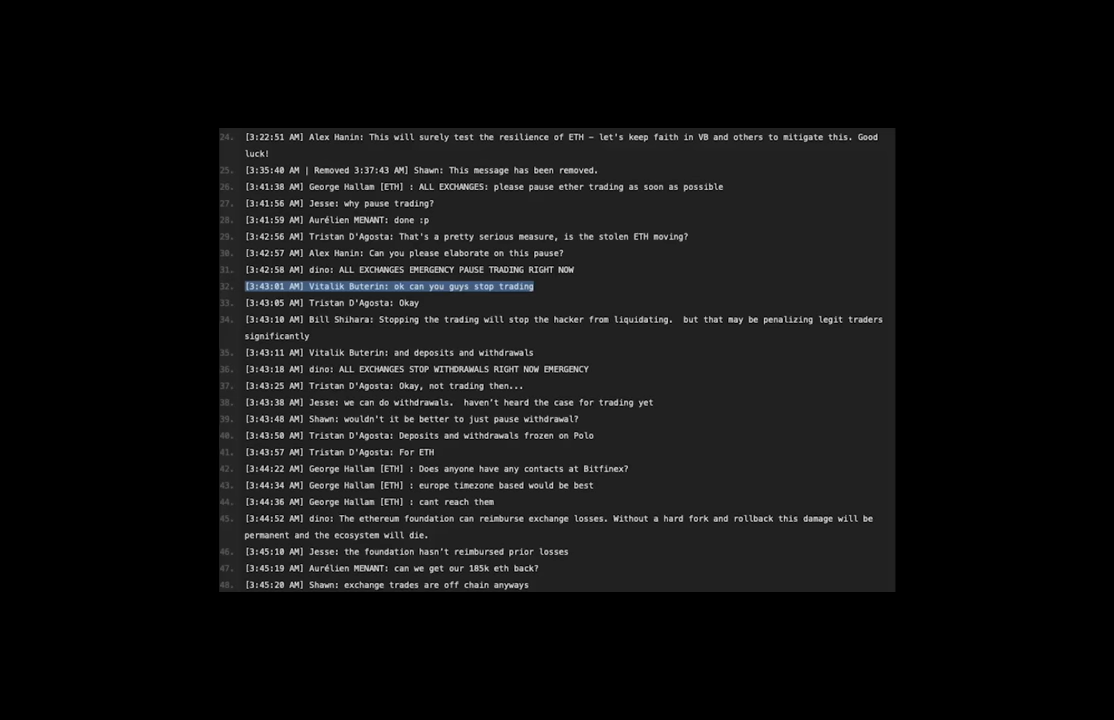 24. [3:22:51 AM] Alex Hanin: This will surely test the resilience of ETH – let's keep faith in VB and others to mitigate this. Good
luck!
25. [3:35:40 AM | Removed 3:37:43 AM] Shawn: This message has been removed.
26. [3:41:38 AM] George Hallam [ETH] : ALL EXCHANGES: please pause ether trading as soon as possible
27. [3:41:56 AM] Jesse: why pause trading?
28. [3:41:59 AM] Aurélien MENANT: done :p
29. [3:42:56 AM] Tristan D'Agosta: That's a pretty serious measure, is the stolen ETH moving?
30. [3:42:57 AM] Alex Hanin: Can you please elaborate on this pause?
31. [3:42:58 AM] dino: ALL EXCHANGES EMERGENCY PAUSE TRADING RIGHT NOW
32. [3:43:01 AM] Vitalik Buterin: ok can you guys stop trading
33. [3:43:05 AM] Tristan D'Agosta: Okay
34. [3:43:10 AM] Bill Shihara: Stopping the trading will stop the hacker from liquidating.  but that may be penalizing legit traders
significantly
35. [3:43:11 AM] Vitalik Buterin: and deposits and withdrawals
36. [3:43:18 AM] dino: ALL EXCHANGES STOP WITHDRAWALS RIGHT NOW EMERGENCY
37. [3:43:25 AM] Tristan D'Agosta: Okay, not trading then...
38. [3:43:38 AM] Jesse: we can do withdrawals.  haven't heard the case for trading yet
39. [3:43:48 AM] Shawn: wouldn't it be better to just pause withdrawal?
40. [3:43:50 AM] Tristan D'Agosta: Deposits and withdrawals frozen on Polo
41. [3:43:57 AM] Tristan D'Agosta: For ETH
42. [3:44:22 AM] George Hallam [ETH] : Does anyone have any contacts at Bitfinex?
43. [3:44:34 AM] George Hallam [ETH] : europe timezone based would be best
44. [3:44:36 AM] George Hallam [ETH] : cant reach them
45. [3:44:52 AM] dino: The ethereum foundation can reimburse exchange losses. Without a hard fork and rollback this damage will be
permanent and the ecosystem will die.
46. [3:45:10 AM] Jesse: the foundation hasn't reimbursed prior losses
47. [3:45:19 AM] Aurélien MENANT: can we get our 185k eth back?
48. [3:45:20 AM] Shawn: exchange trades are off chain anyways